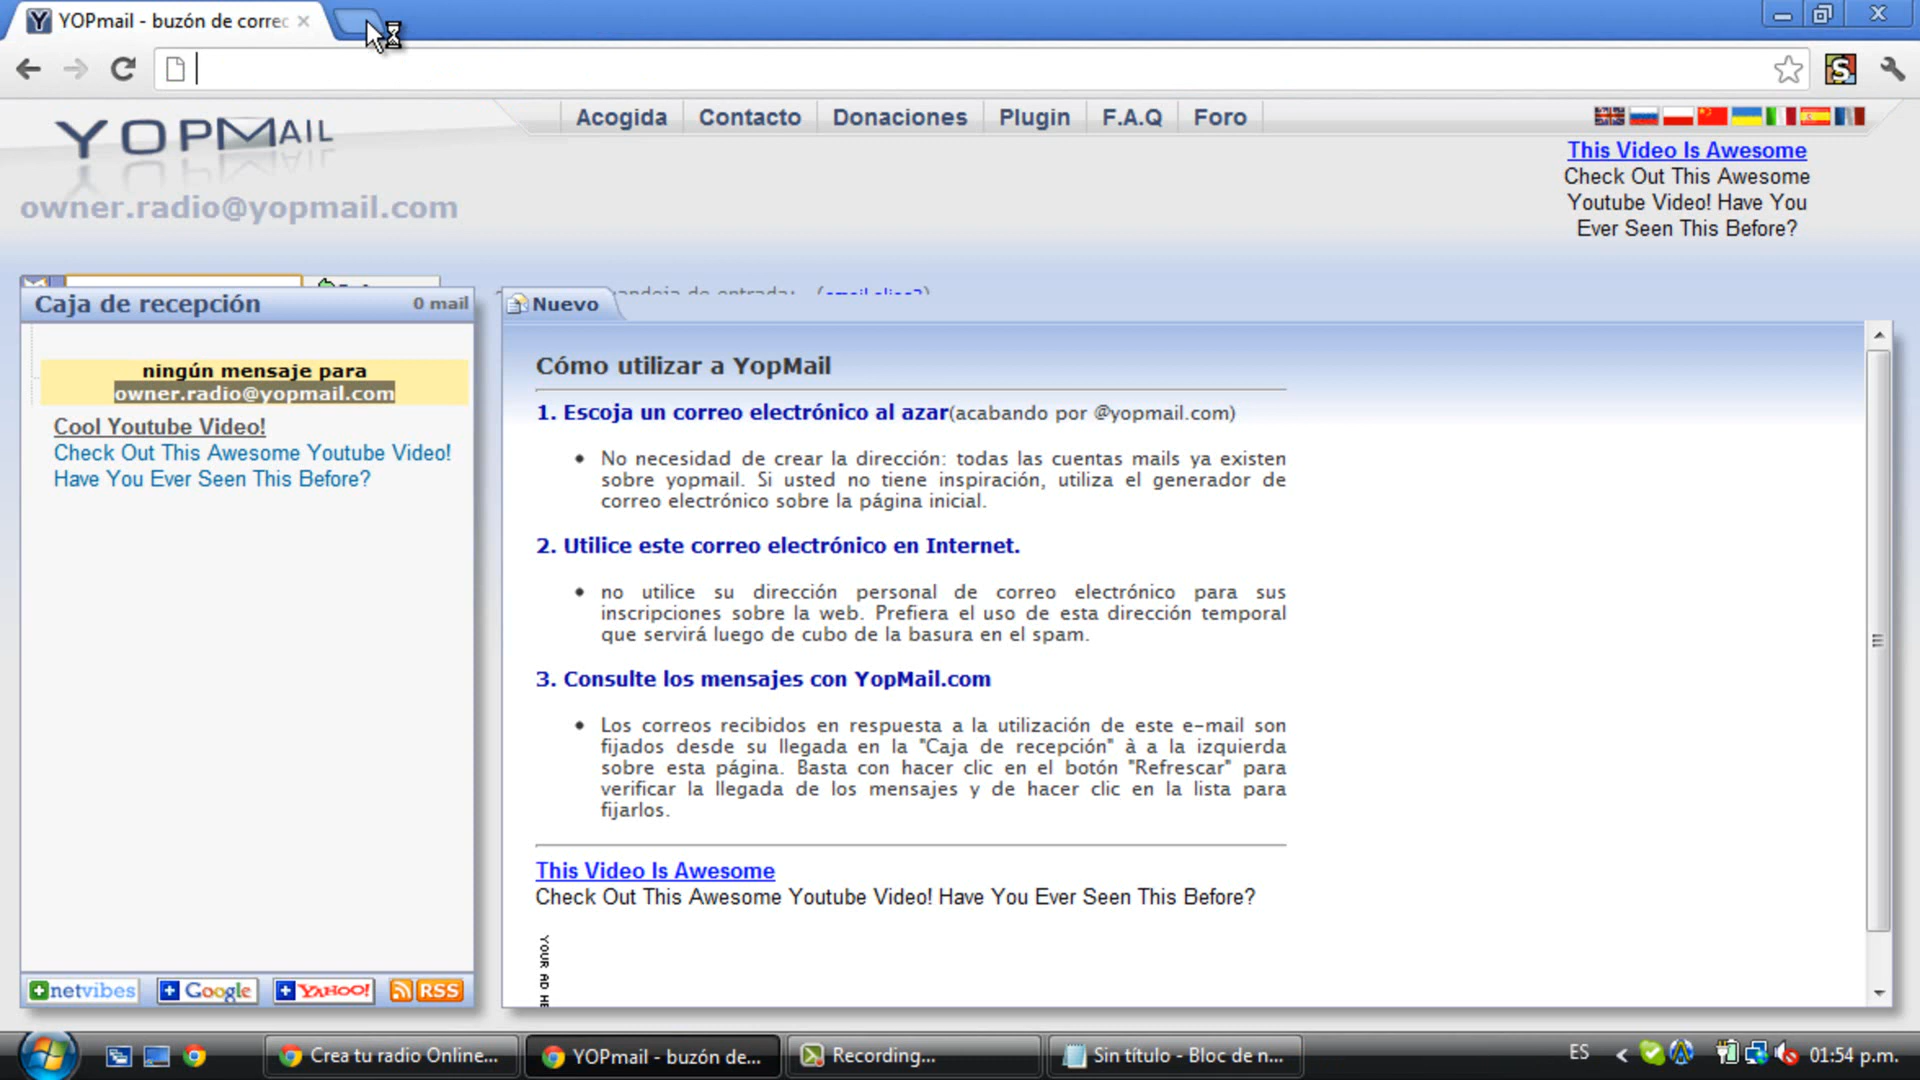 YOPmail - buzón de corre
Acogida
Contacto
Donaciones
Plugin
F.A.Q
Foro
YOPMAIL
owner.radio@yopmail.com
This Video Is Awesome
Check Out This Awesome
Youtube Video! Have You
Ever Seen This Before?
Caja de recepción
0 mail
ningún mensaje para
owner.radio@yopmail.com
Cool Youtube Video!
Check Out This Awesome Youtube Video!
Have You Ever Seen This Before?
Nuevo
Cómo utilizar a YopMail
1. Escoja un correo electrónico al azar(acabando por @yopmail.com)
• No necesidad de crear la dirección: todas las cuentas mails ya existen
sobre yopmail. Si usted no tiene inspiración, utiliza el generador de
correo electrónico sobre la página inicial.
2. Utilice este correo electrónico en Internet.
• no utilice su dirección personal de correo electrónico para sus
inscripciones sobre la web. Prefiera el uso de esta dirección temporal
que servirá luego de cubo de la basura en el spam.
3. Consulte los mensajes con YopMail.com
• Los correos recibidos en respuesta a la utilización de este e-mail son
fijados desde su llegada en la "Caja de recepción" à a la izquierda
sobre esta página. Basta con hacer clic en el botón "Refrescar" para
verificar la llegada de los mensajes y de hacer clic en la lista para
fijarlos.
This Video Is Awesome
Check Out This Awesome Youtube Video! Have You Ever Seen This Before?
YOUR AD HE
netvibes
Google
YAHOO!
RSS
Crea tu radio Online...
YOPmail - buzón de...
Recording...
Sin título - Bloc de n...
ES
01:54 p.m.